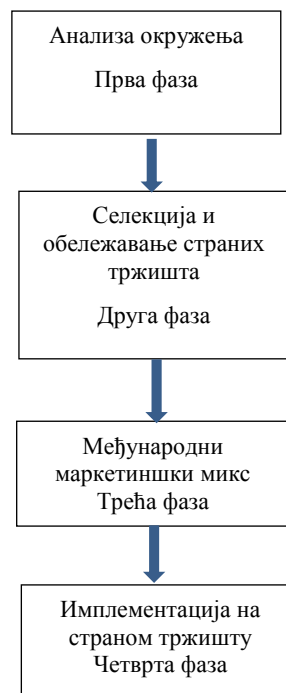 Анализа окружења
Прва фаза
Селекција и
обележавање страних
тржишта
Друга фаза
Међународни
маркетиншки микс
Трећа фаза
Имплементација на
страном тржишту
Четврта фаза